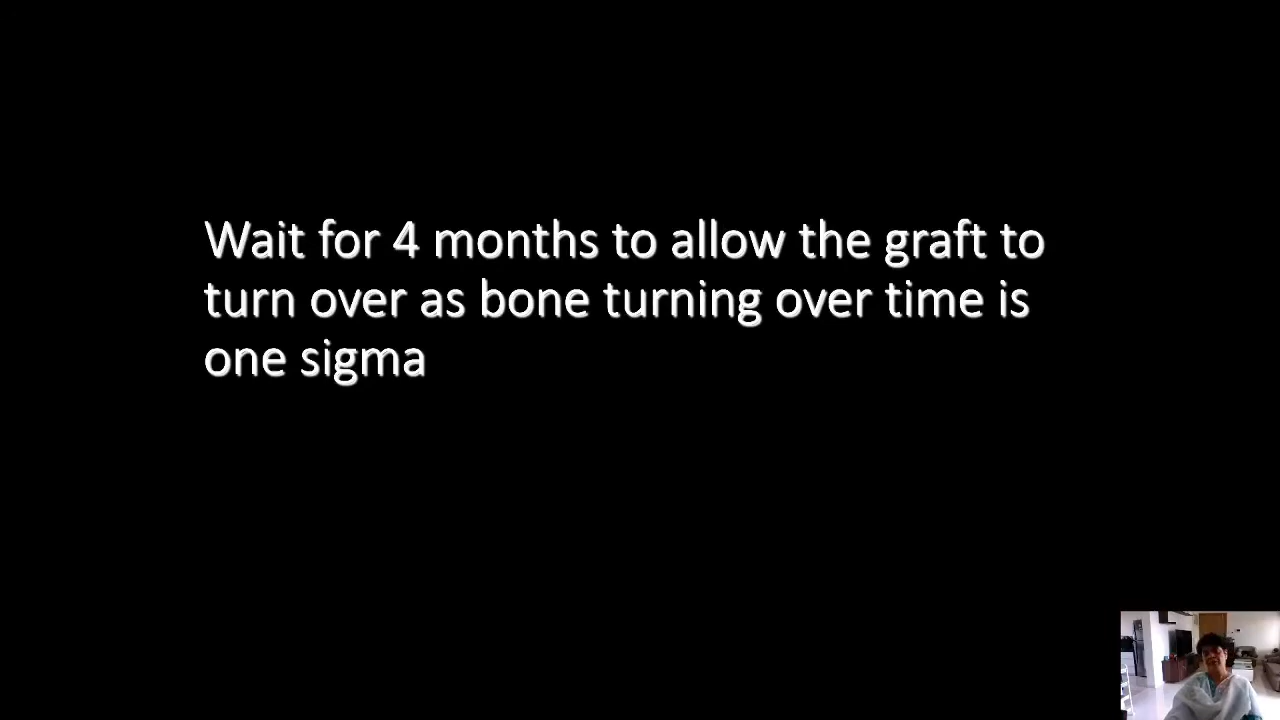 Wait for 4 months to allow the graft to
turn over as bone turning over time is
one sigma